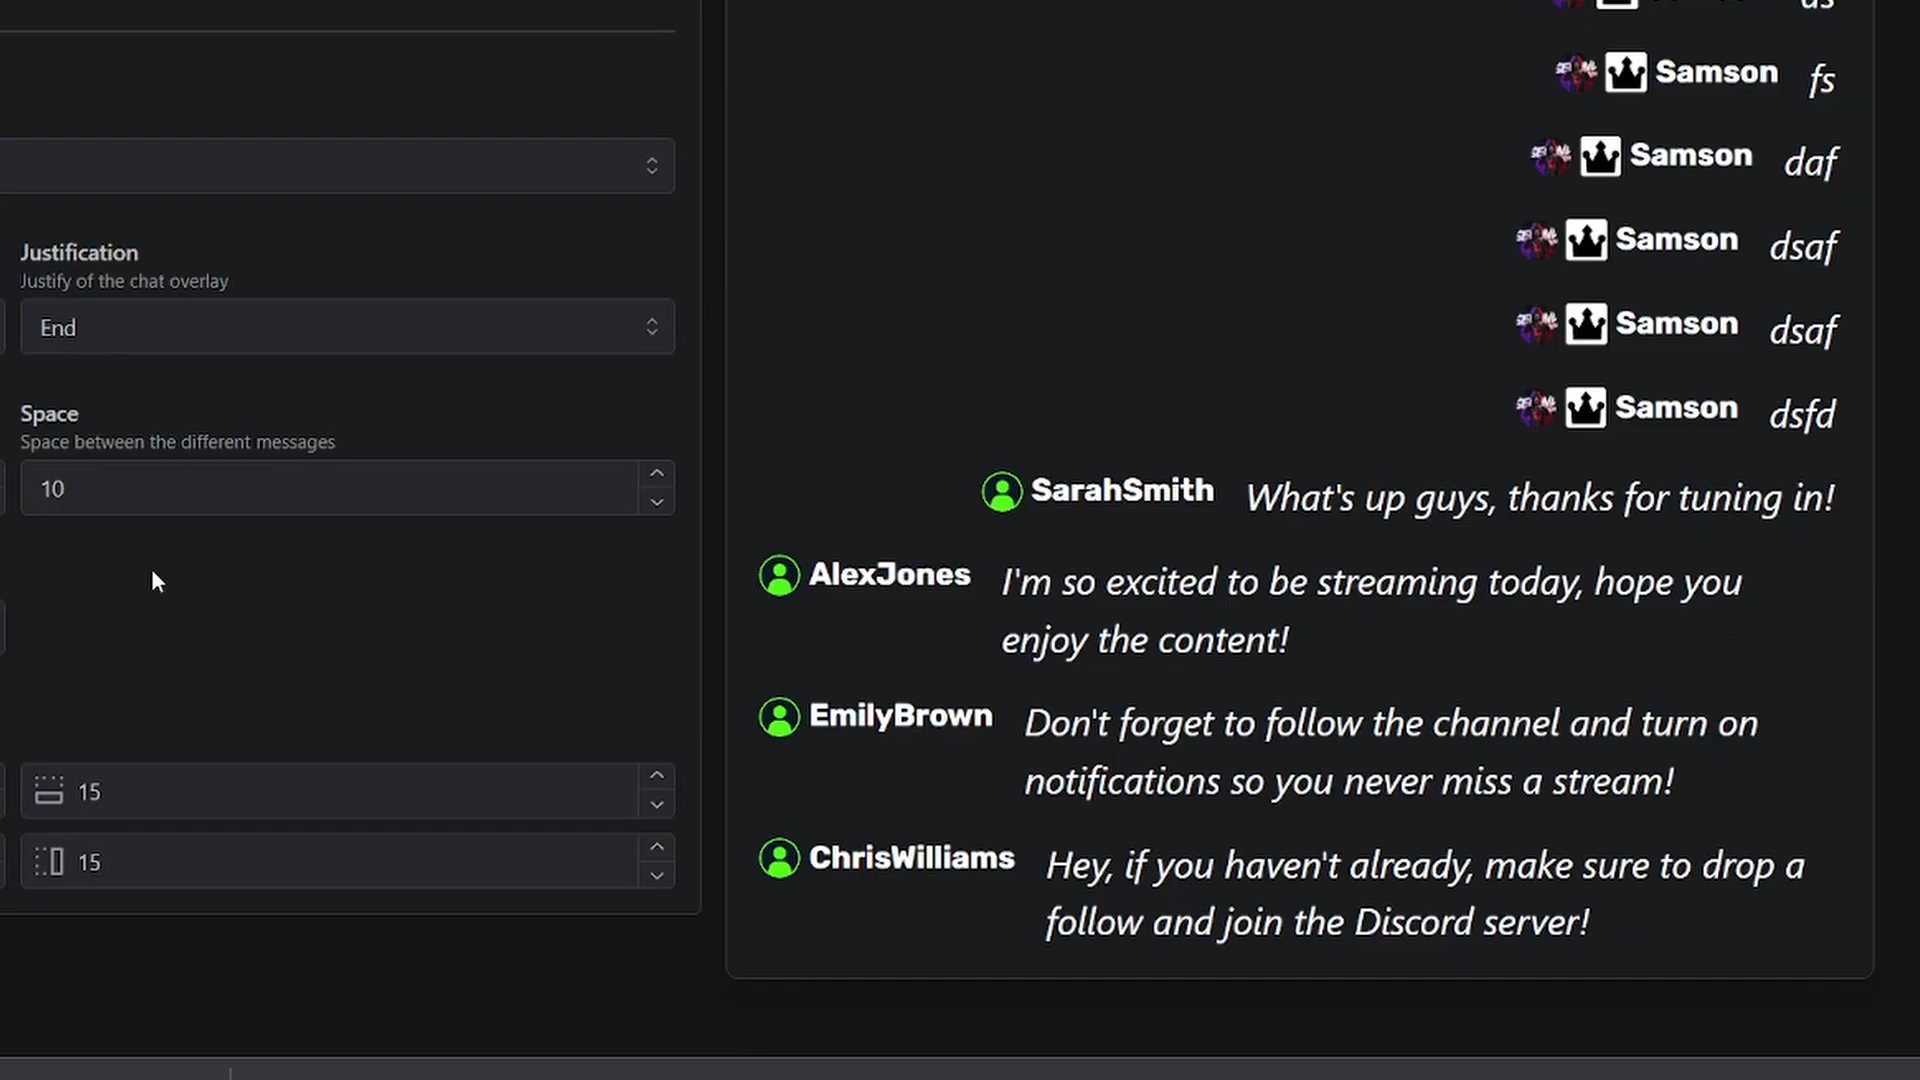 Justification
Justify of the chat overlay
End
Space
Space between the different messages
10
15
15
Samson fs
Samson daf
Samson dsaf
Samson dsaf
Samson dsfd
SarahSmith What's up guys, thanks for tuning in!
AlexJones I'm so excited to be streaming today, hope you
enjoy the content!
EmilyBrown Don't forget to follow the channel and turn on
notifications so you never miss a stream!
ChrisWilliams Hey, if you haven't already, make sure to drop a
follow and join the Discord server!